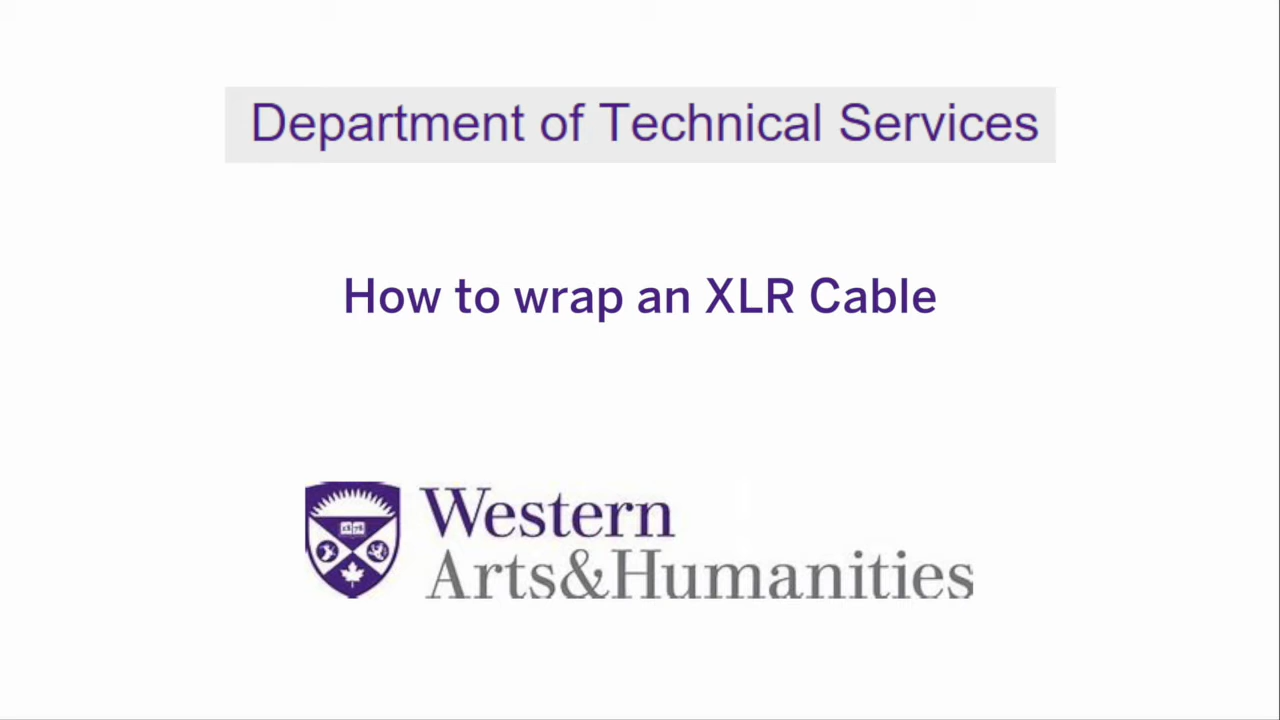 Department of Technical Services
How to wrap an XLR Cable
Western
Arts&Humanities